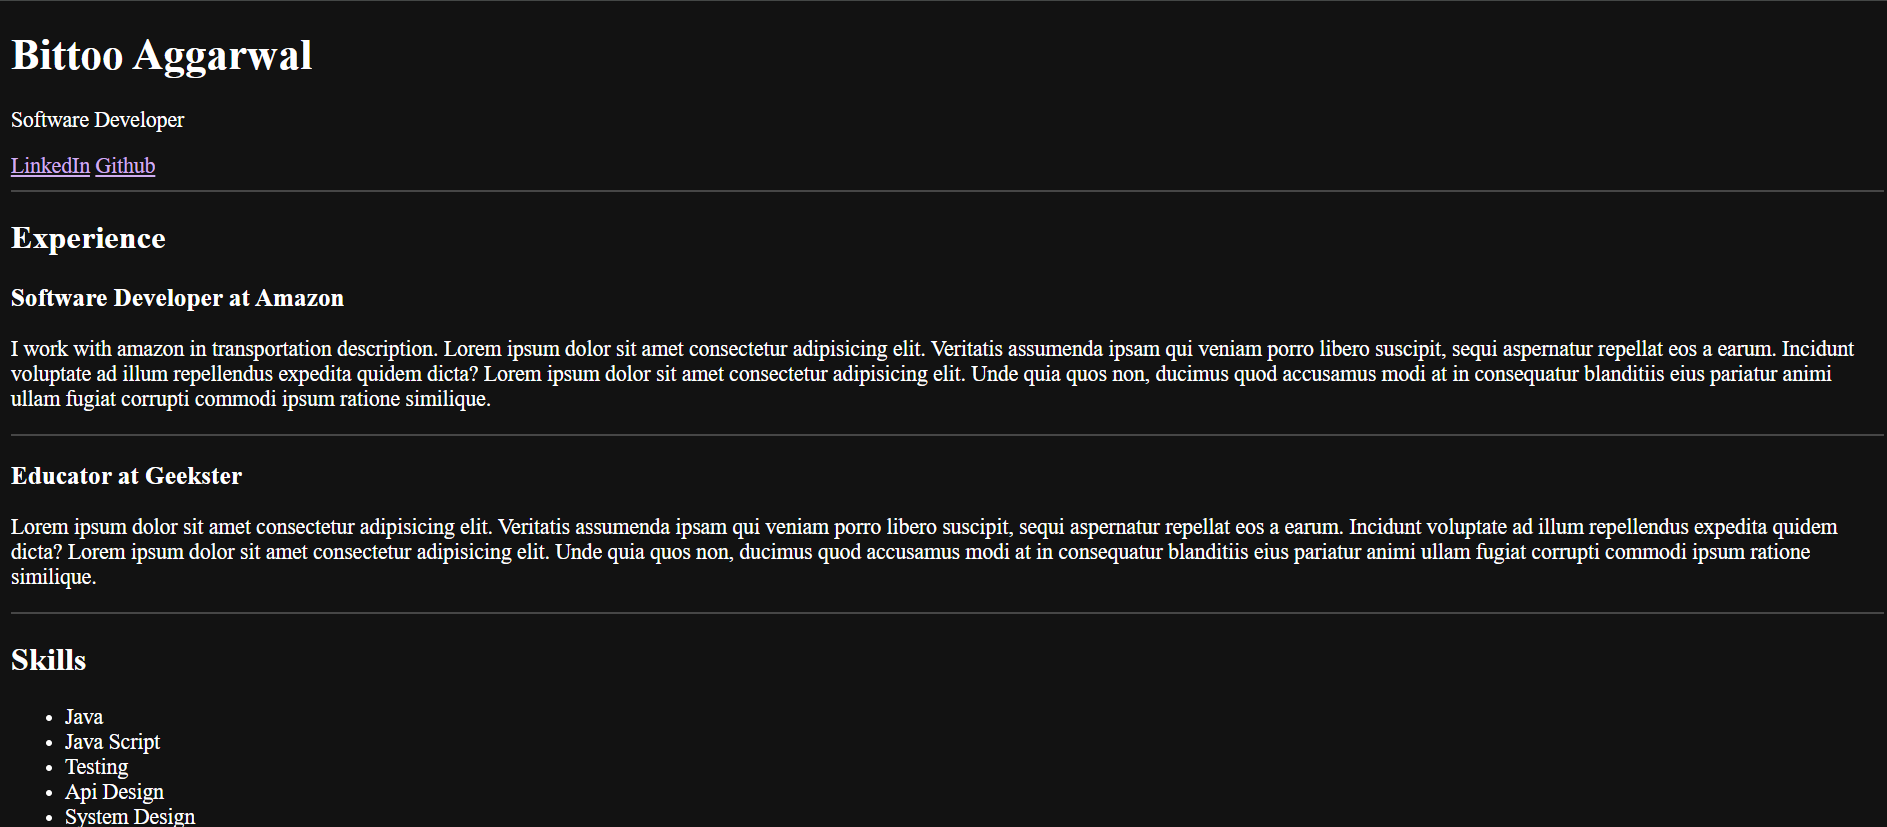 Bittoo Aggarwal
Software Developer
LinkedIn Github
Experience
Software Developer at Amazon
I work with amazon in transportation description. Lorem ipsum dolor sit amet consectetur adipisicing elit. Veritatis assumenda ipsam qui veniam porro libero suscipit, sequi aspernatur repellat eos a earum. Incidunt
voluptate ad illum repellendus expedita quidem dicta? Lorem ipsum dolor sit amet consectetur adipisicing elit. Unde quia quos non, ducimus quod accusamus modi at in consequatur blanditiis eius pariatur animi
ullam fugiat corrupti commodi ipsum ratione similique.
Educator at Geekster
Lorem ipsum dolor sit amet consectetur adipisicing elit. Veritatis assumenda ipsam qui veniam porro libero suscipit, sequi aspernatur repellat eos a earum. Incidunt voluptate ad illum repellendus expedita quidem
dicta? Lorem ipsum dolor sit amet consectetur adipisicing elit. Unde quia quos non, ducimus quod accusamus modi at in consequatur blanditiis eius pariatur animi ullam fugiat corrupti commodi ipsum ratione
similique.
Skills
• Java
• Java Script
• Testing
• Api Design
• System Design